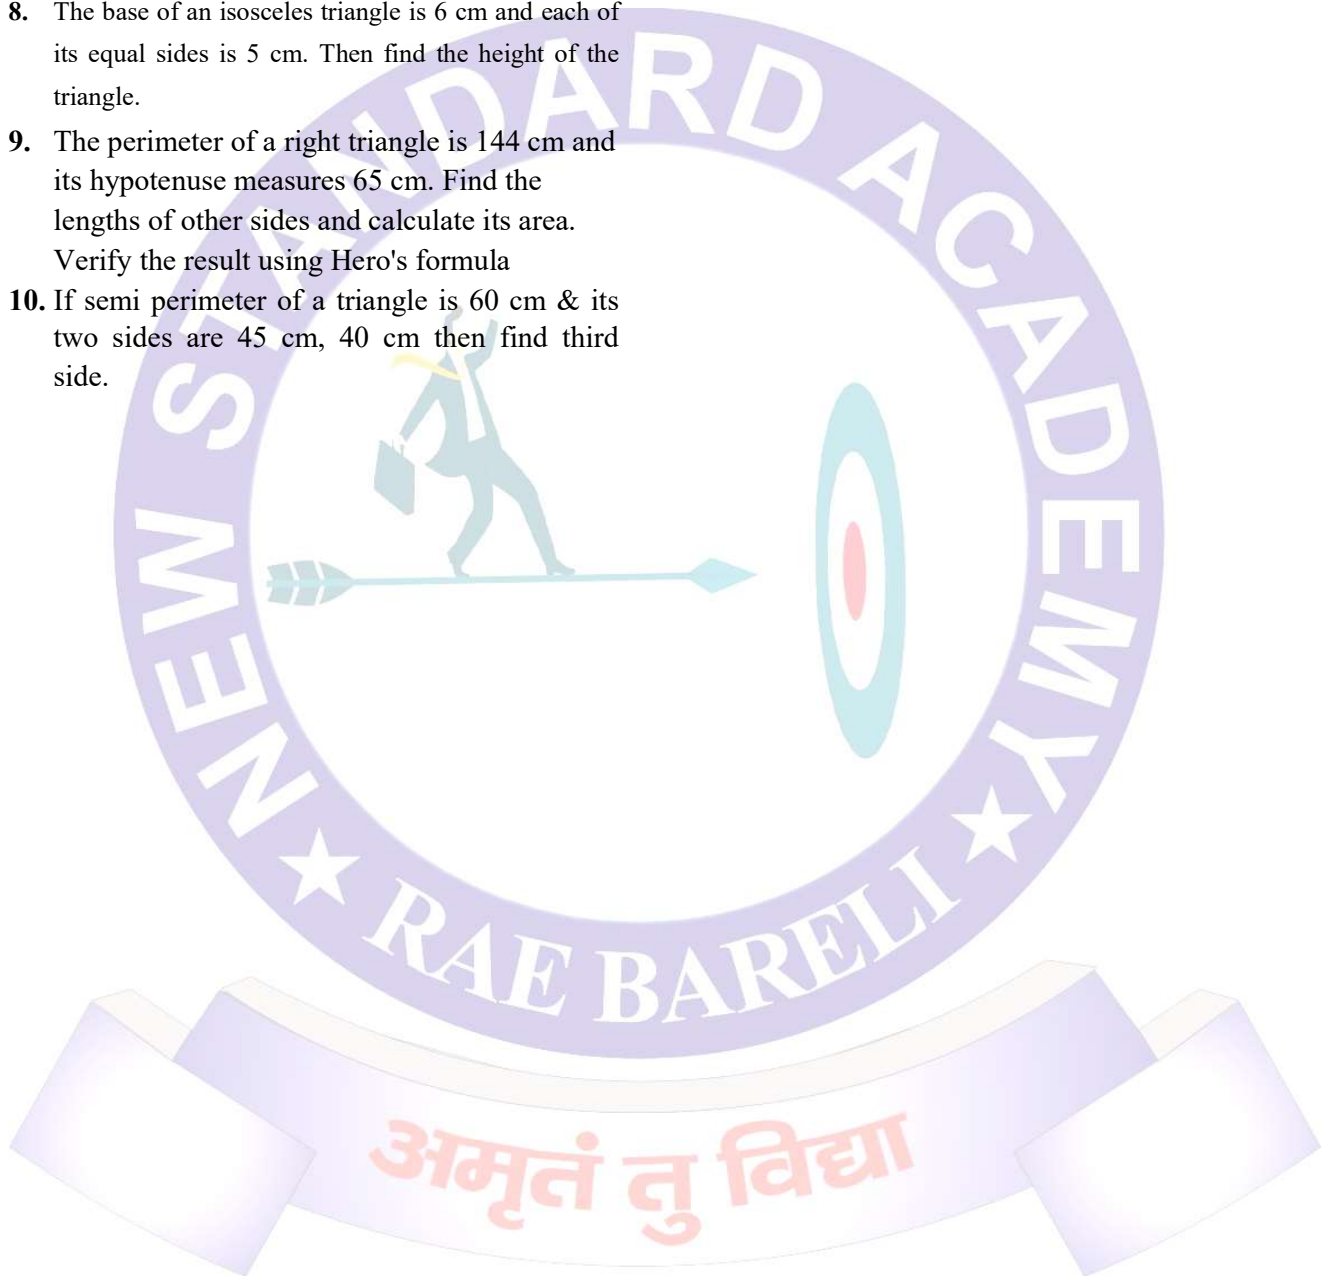 8. The base of an isosceles triangle is 6 cm and each of
its equal sides is 5 cm. Then find the height of the
triangle.
9. The perimeter of a right triangle is 144 cm and
its hypotenuse measures 65 cm. Find the
lengths of other sides and calculate its area.
Verify the result using Hero's formula
10. If semi perimeter of a triangle is 60 cm & its
two sides are 45 cm, 40 cm then find third
side.
NEW STANDARD ACADEMY
★ RAE BARELI ★
अमृतं तु विद्या